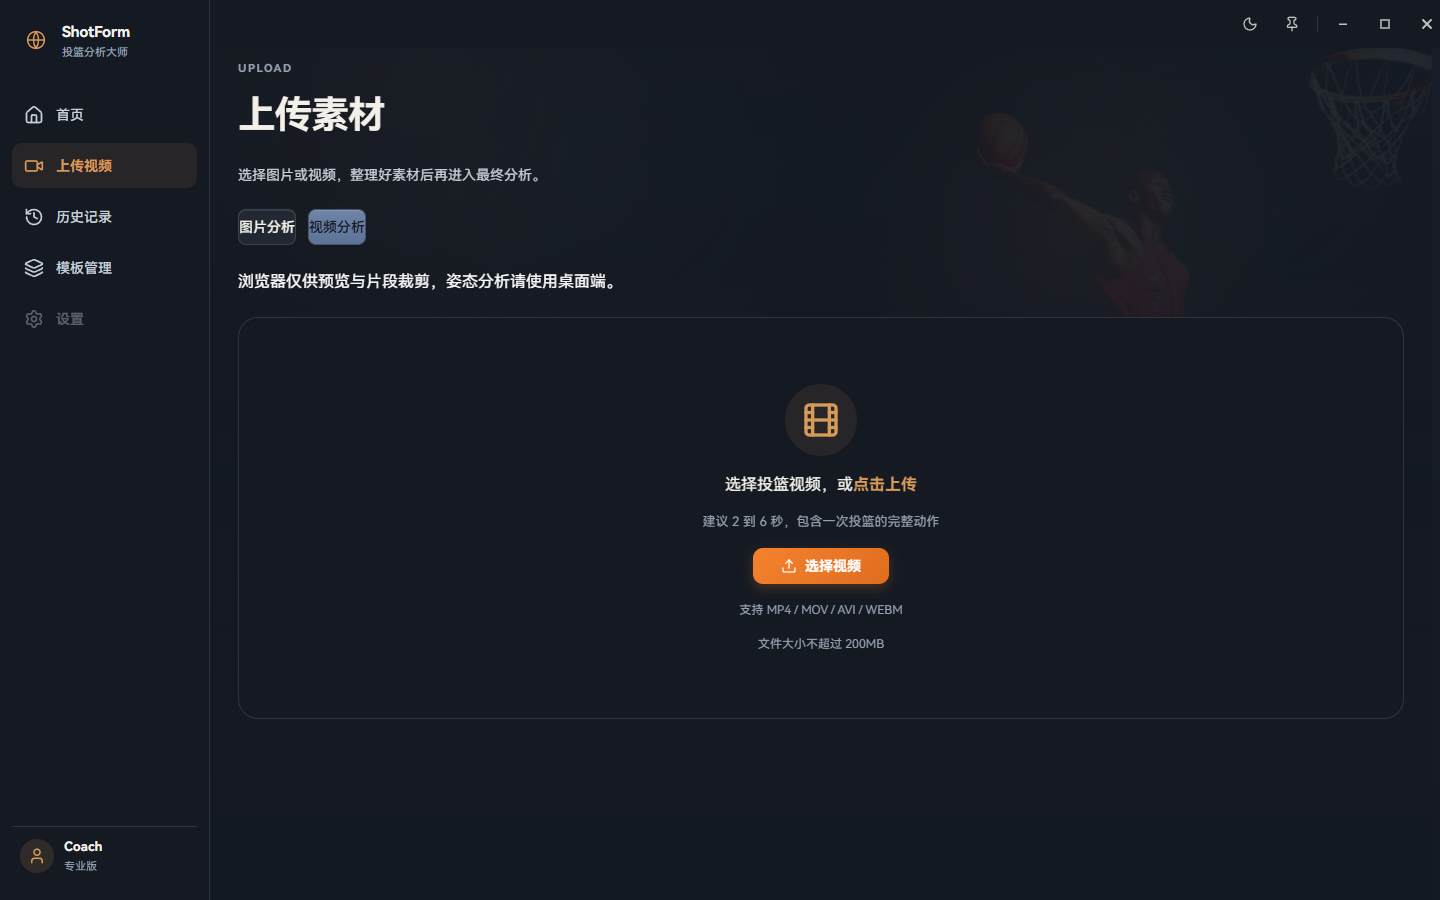 ShotForm
投篮分析大师
首页
上传视频
历史记录
模板管理
设置
Coach
专业版
UPLOAD
上传素材
选择图片或视频，整理好素材后再进入最终分析。
图片分析 视频分析
浏览器仅供预览与片段裁剪，姿态分析请使用桌面端。
选择投篮视频，或点击上传
建议 2 到 6 秒，包含一次投篮的完整动作
选择视频
支持 MP4 / MOV / AVI / WEBM
文件大小不超过 200MB